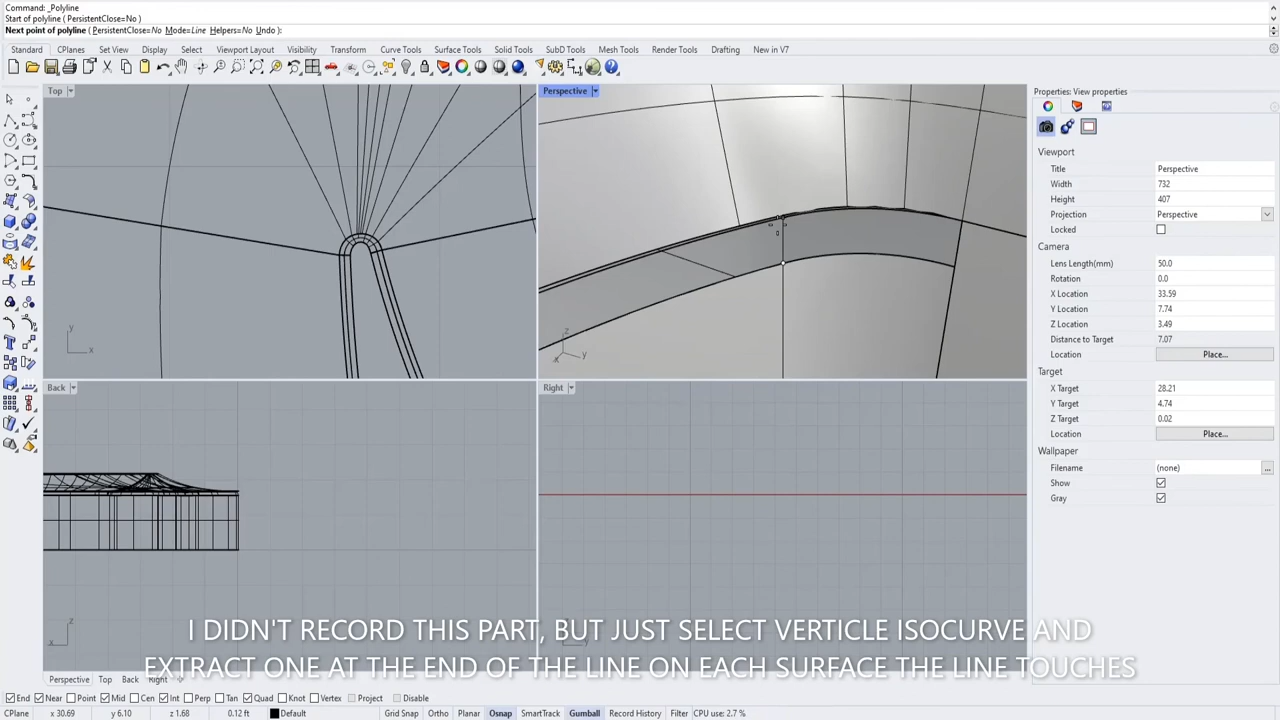 Command: _Polyline
Start of polyline ( PersistentClose=No )
Next point of polyline ( PersistentClose=No Mode=Line Helpers=No Undo ):
Standard CPlanes Set View Display Select Viewport Layout Visibility Transform Curve Tools Surface Tools Solid Tools SubD Tools Mesh Tools Render Tools Drafting New in V7
Top
Perspective
Properties: View properties
Viewport
Title Perspective
Width 732
Height 407
Projection Perspective
Locked
Camera
Lens Length(mm) 50.0
Rotation 0.0
X Location 33.59
Y Location 7.74
Z Location 3.49
Distance to Target 7.07
Location Place...
Target
X Target 28.21
Y Target 4.74
Z Target 0.02
Location Place...
Wallpaper
Filename (none) ...
Show
Gray
y
x
z
y
x
Back
Right
z
x
I DIDN'T RECORD THIS PART, BUT JUST SELECT VERTICLE ISOCURVE AND
EXTRACT ONE AT THE END OF THE LINE ON EACH SURFACE THE LINE TOUCHES
Perspective Top Back Right
End Near Point Mid Cen Int Perp Tan Quad Knot Vertex Project Disable
CPlane x 30.69 y 6.10 z 1.68 0.12 ft Default Grid Snap Ortho Planar Osnap SmartTrack Gumball Record History Filter CPU use: 2.7 %